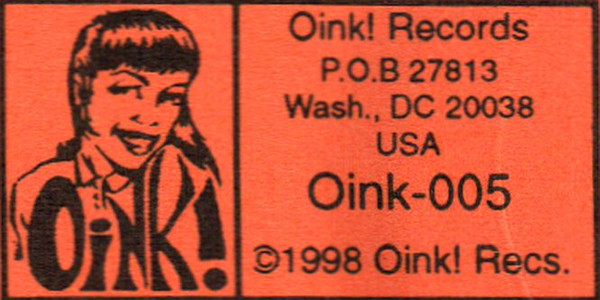 Oink!
Oink! Records
P.O.B 27813
Wash., DC 20038
USA
Oink-005
©1998 Oink! Recs.